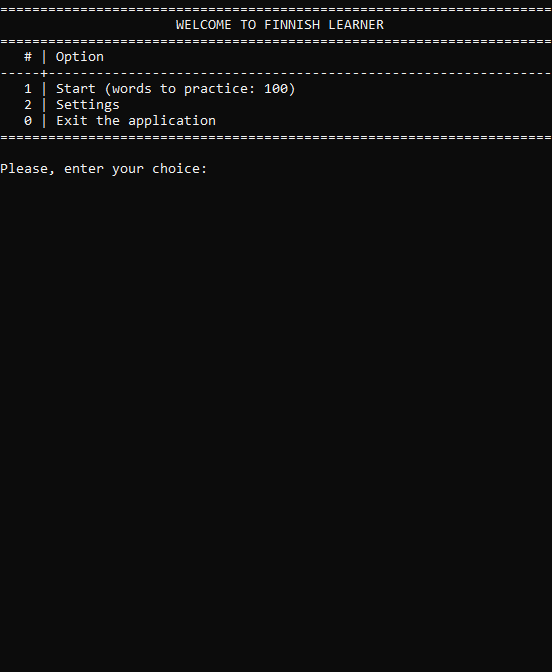 =====================================================================
WELCOME TO FINNISH LEARNER
=====================================================================
   # | Option
-----+---------------------------------------------------------------
   1 | Start (words to practice: 100)
   2 | Settings
   0 | Exit the application
=====================================================================
Please, enter your choice: